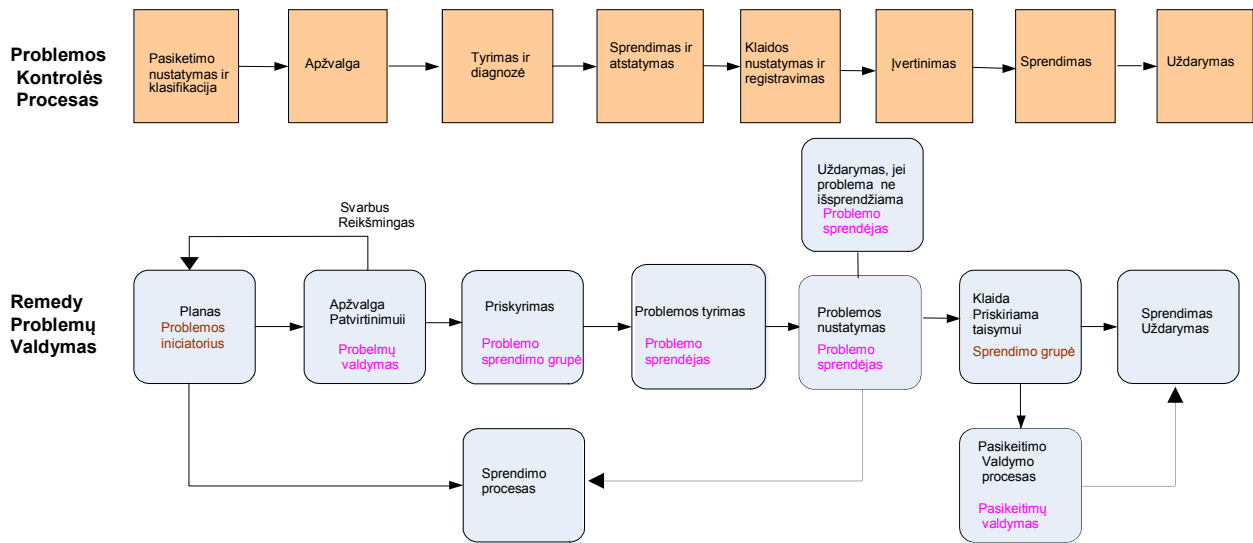 Problemos
Kontrolės
Procesas
Pasiketimo
nustatymas ir
klasifikacija
Apžvalga
Tyrimas ir
diagnozė
Sprendimas ir
atstatymas
Klaidos
nustatymas ir
registravimas
Įvertinimas
Sprendimas
Uždarymas
Uždarymas, jei
problema ne
išsprendžiama
Problemo
sprendėjas
Svarbus
Reikšmingas
Remedy
Problemų
Valdymas
Planas
Problemos
iniciatorius
Apžvalga
Patvirtinimuii
Probelmų
valdymas
Priskyrimas
Problemo
sprendimo grupė
Problemos tyrimas
Problemo
sprendėjas
Problemos
nustatymas
Problemo
sprendėjas
Klaida
Priskiriama
taisymui
Sprendimo grupė
Sprendimas
Uždarymas
Sprendimo
procesas
Pasikeitimo
Valdymo
procesas
Pasikeitimų
valdymas